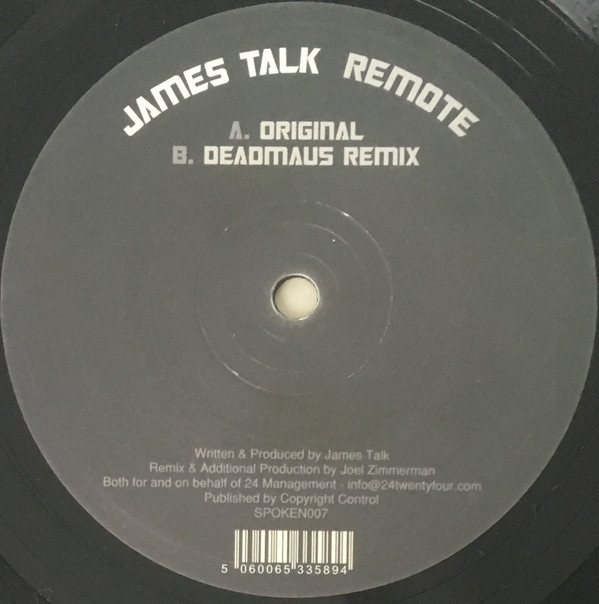 JAMES TALK REMOTE
A. ORIGINAL
B. DEADMAUS REMIX
Written & Produced by James Talk
Remix & Additional Production by Joel Zimmerman
Both for and on behalf of 24 Management - info@24twentyfour.com
Published by Copyright Control
SPOKEN007
5 060065 335894